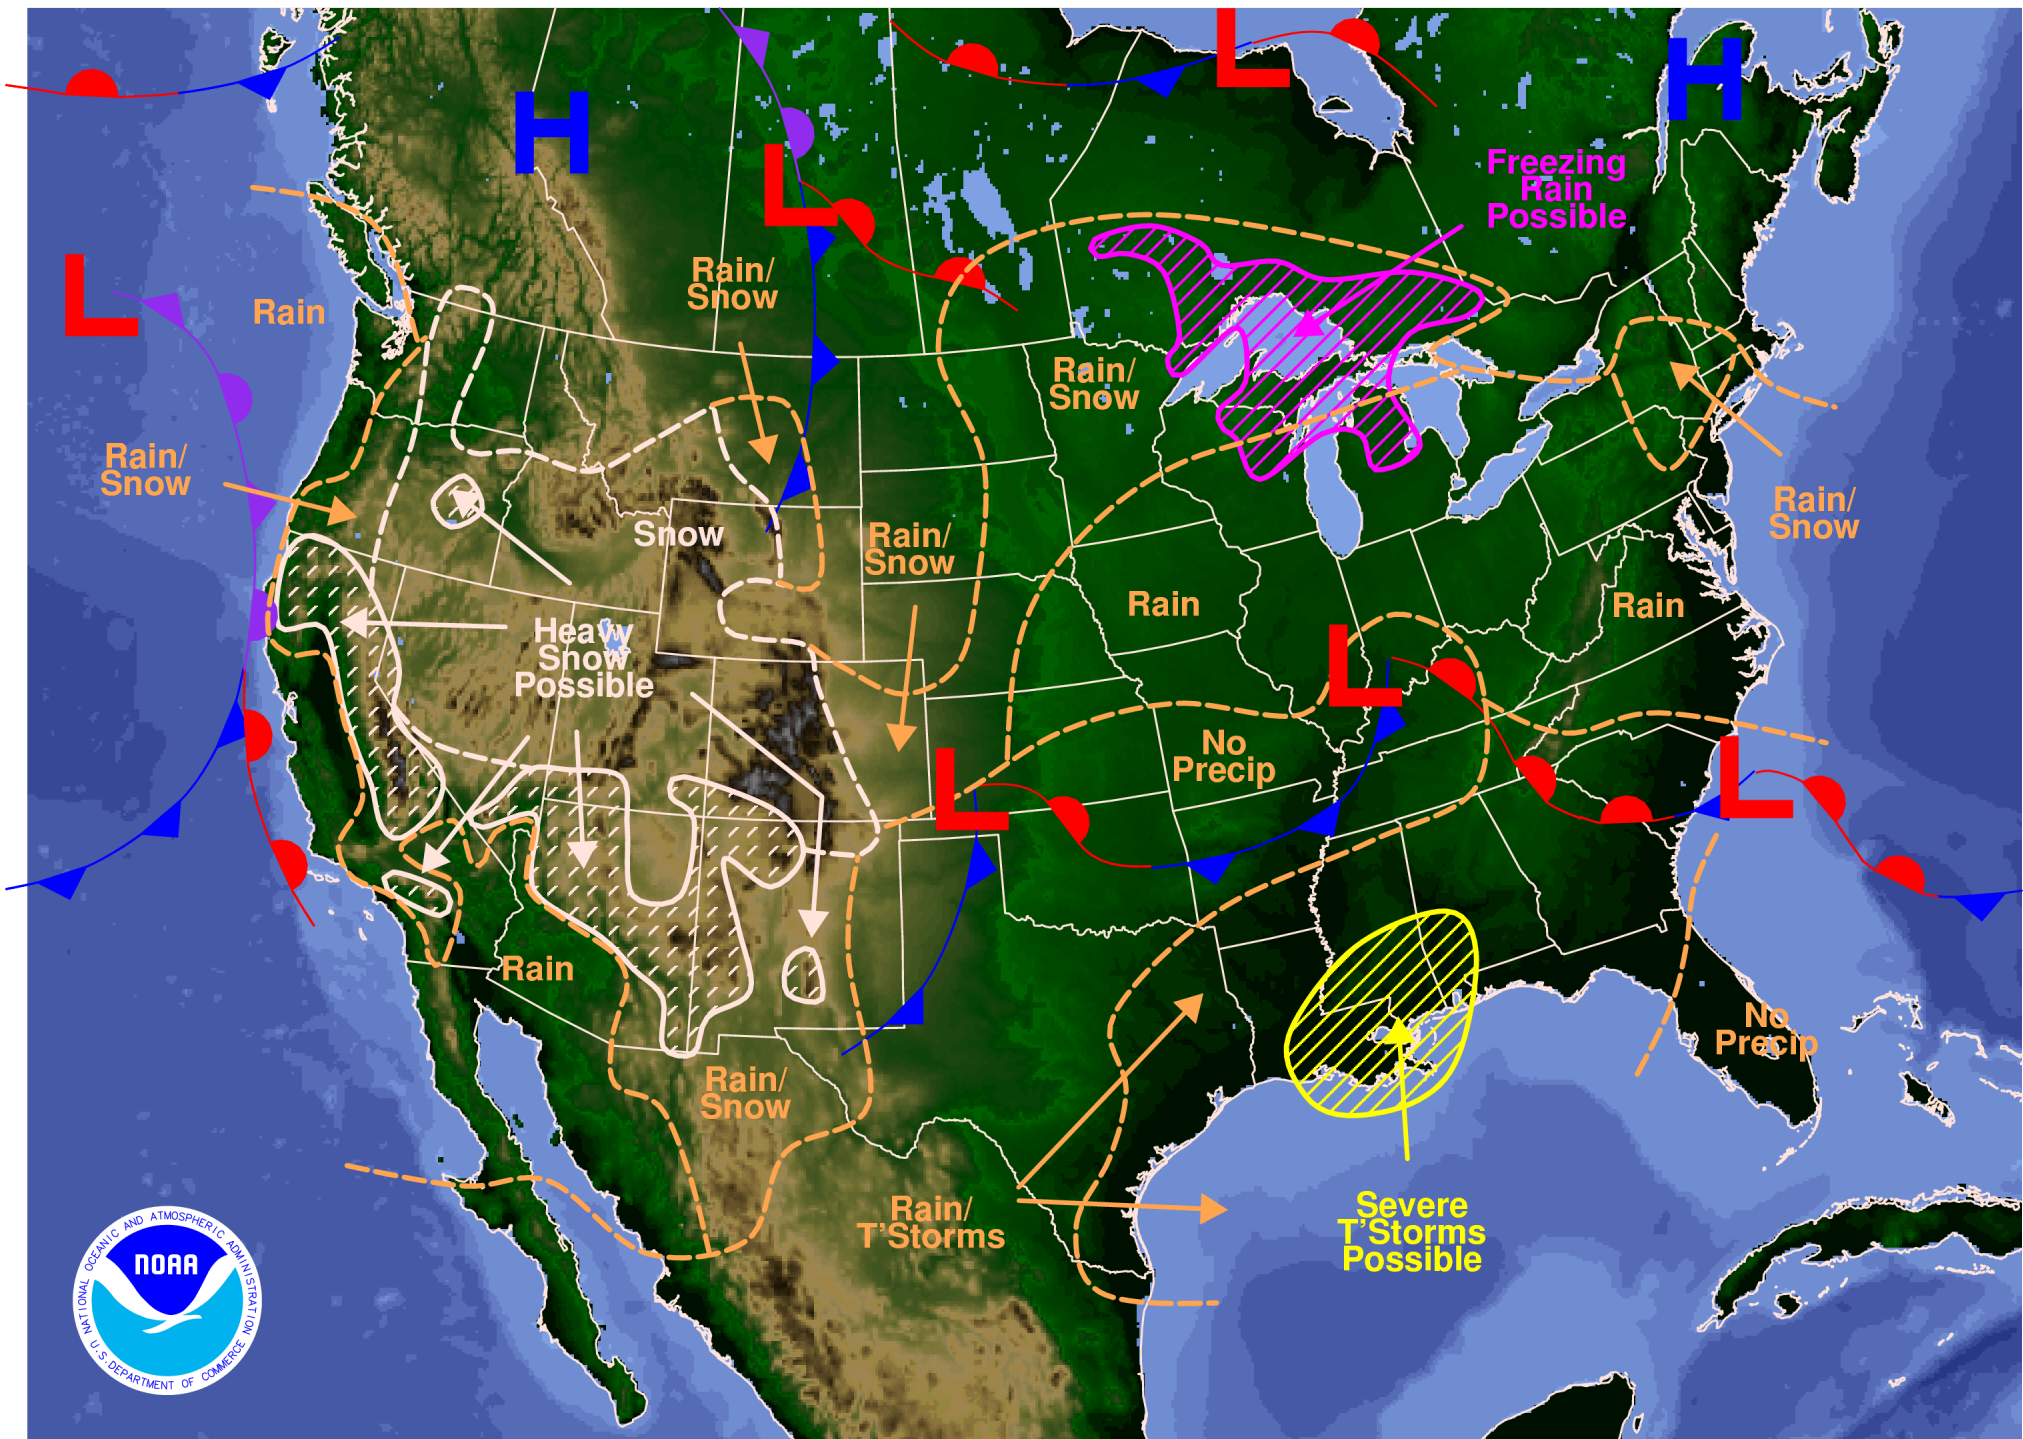 L
H
Freezing
Rain
Possible
H
L
Rain/
Snow
L
Rain
Rain/
Snow
Rain/
Snow
Snow
Rain/
Snow
Rain/
Snow
Heavy
Snow
Possible
Rain
L
Rain
No
Precip
L
L
Rain
Rain/
Snow
No
Precip
Rain/
T'Storms
Severe
T'Storms
Possible
NATIONAL OCEANIC AND ATMOSPHERIC ADMINISTRATION
NOAA
U.S. DEPARTMENT OF COMMERCE